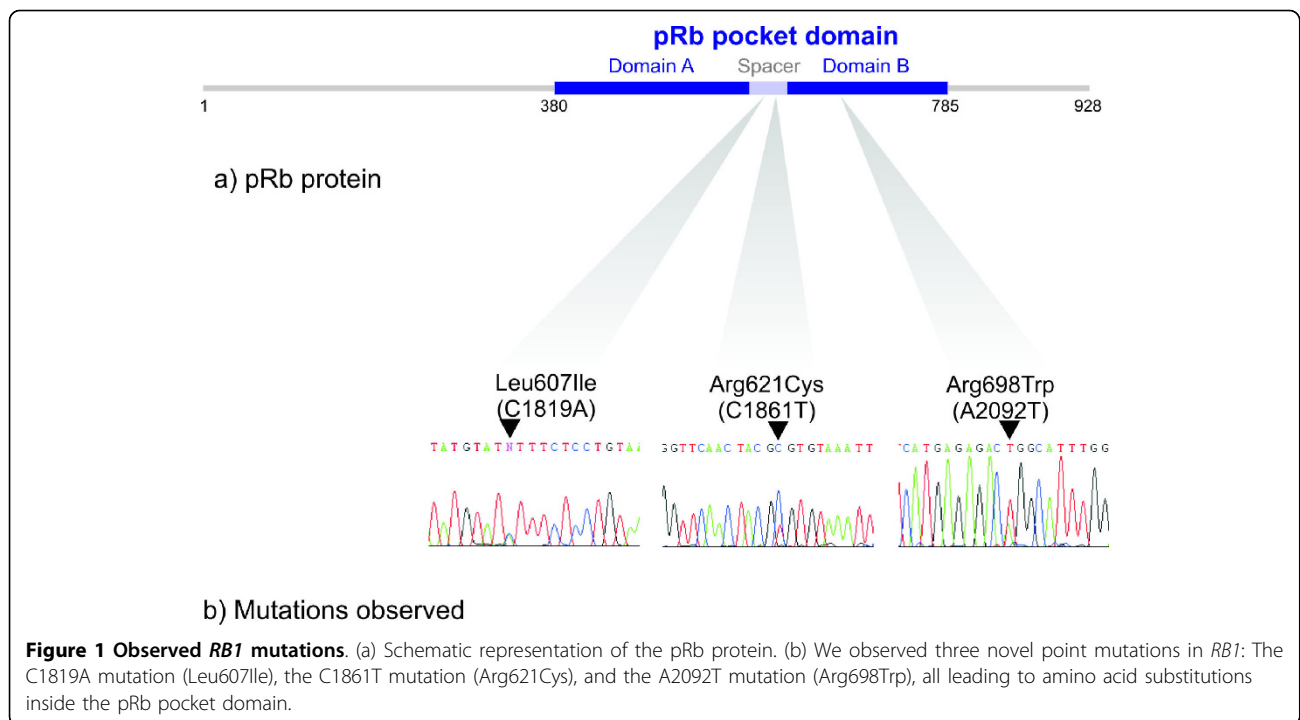 pRb pocket domain
Domain A Spacer Domain B
1 380 785 928
a) pRb protein
Leu607Ile Arg621Cys Arg698Trp
(C1819A) (C1861T) (A2092T)
TATGTATNTTTCTCCTGTA GGTTCAACTACGCGTGTAAATT CATGAGAGACTGGCATTTGG
b) Mutations observed
Figure 1 Observed RB1 mutations. (a) Schematic representation of the pRb protein. (b) We observed three novel point mutations in RB1: The
C1819A mutation (Leu607Ile), the C1861T mutation (Arg621Cys), and the A2092T mutation (Arg698Trp), all leading to amino acid substitutions
inside the pRb pocket domain.